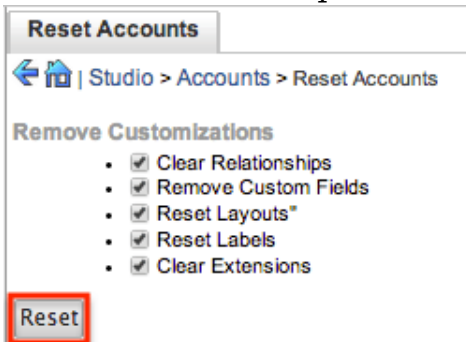 Reset Accounts
| Studio > Accounts > Reset Accounts
Remove Customizations
• Clear Relationships
• Remove Custom Fields
• Reset Layouts"
• Reset Labels
• Clear Extensions
Reset